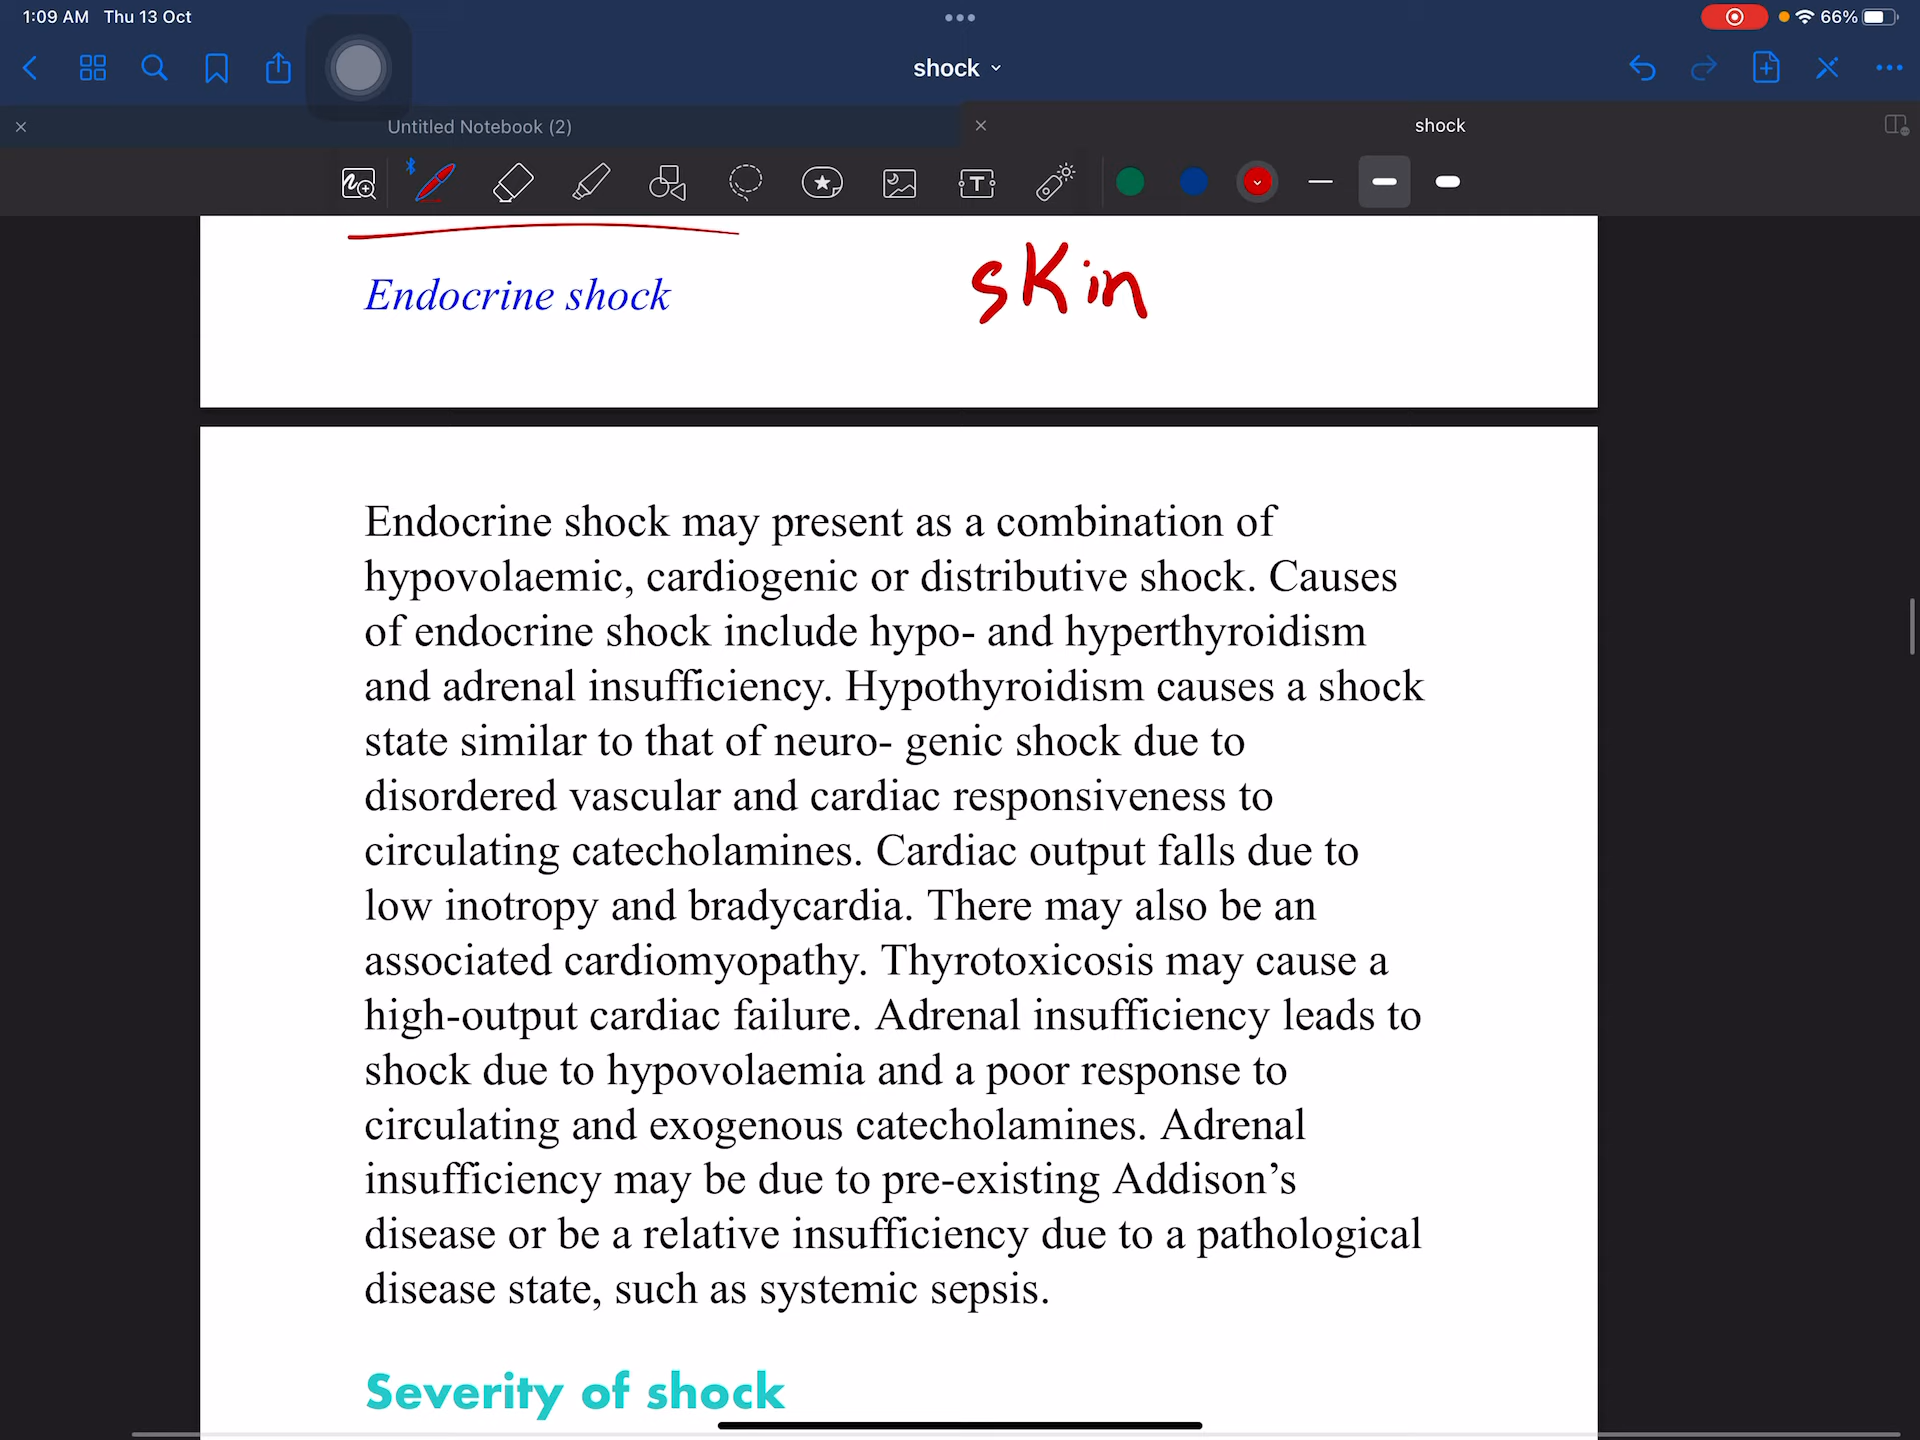 1:09 AM Thu 13 Oct
66%
shock
Untitled Notebook (2)
shock
T
Endocrine shock
skin
Endocrine shock may present as a combination of
hypovolaemic, cardiogenic or distributive shock. Causes
of endocrine shock include hypo- and hyperthyroidism
and adrenal insufficiency. Hypothyroidism causes a shock
state similar to that of neuro- genic shock due to
disordered vascular and cardiac responsiveness to
circulating catecholamines. Cardiac output falls due to
low inotropy and bradycardia. There may also be an
associated cardiomyopathy. Thyrotoxicosis may cause a
high-output cardiac failure. Adrenal insufficiency leads to
shock due to hypovolaemia and a poor response to
circulating and exogenous catecholamines. Adrenal
insufficiency may be due to pre-existing Addison’s
disease or be a relative insufficiency due to a pathological
disease state, such as systemic sepsis.
Severity of shock